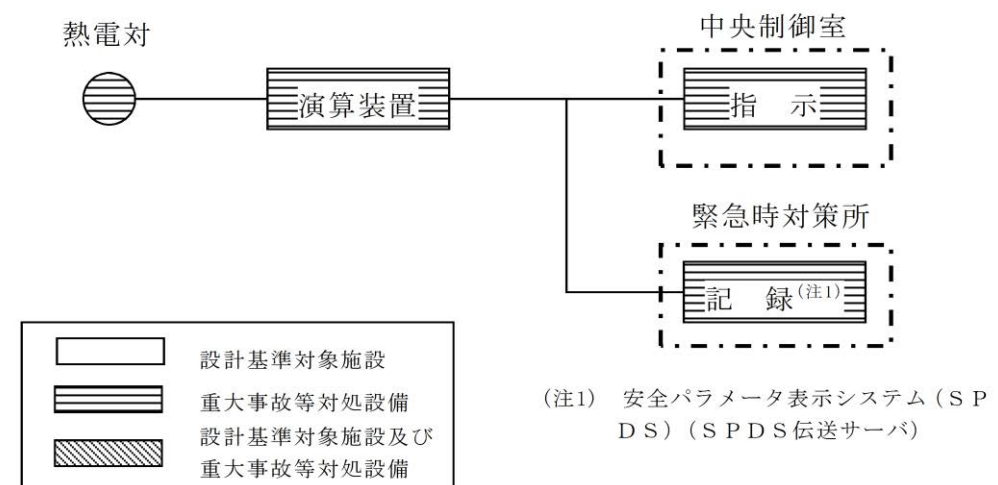 熱電対
中央制御室
演算装置
指　示
緊急時対策所
記　録(注1)
設計基準対象施設
重大事故等対処設備
設計基準対象施設及び
重大事故等対処設備
(注1)　安全パラメータ表示システム（ＳＰ
ＤＳ）（ＳＰＤＳ伝送サーバ）